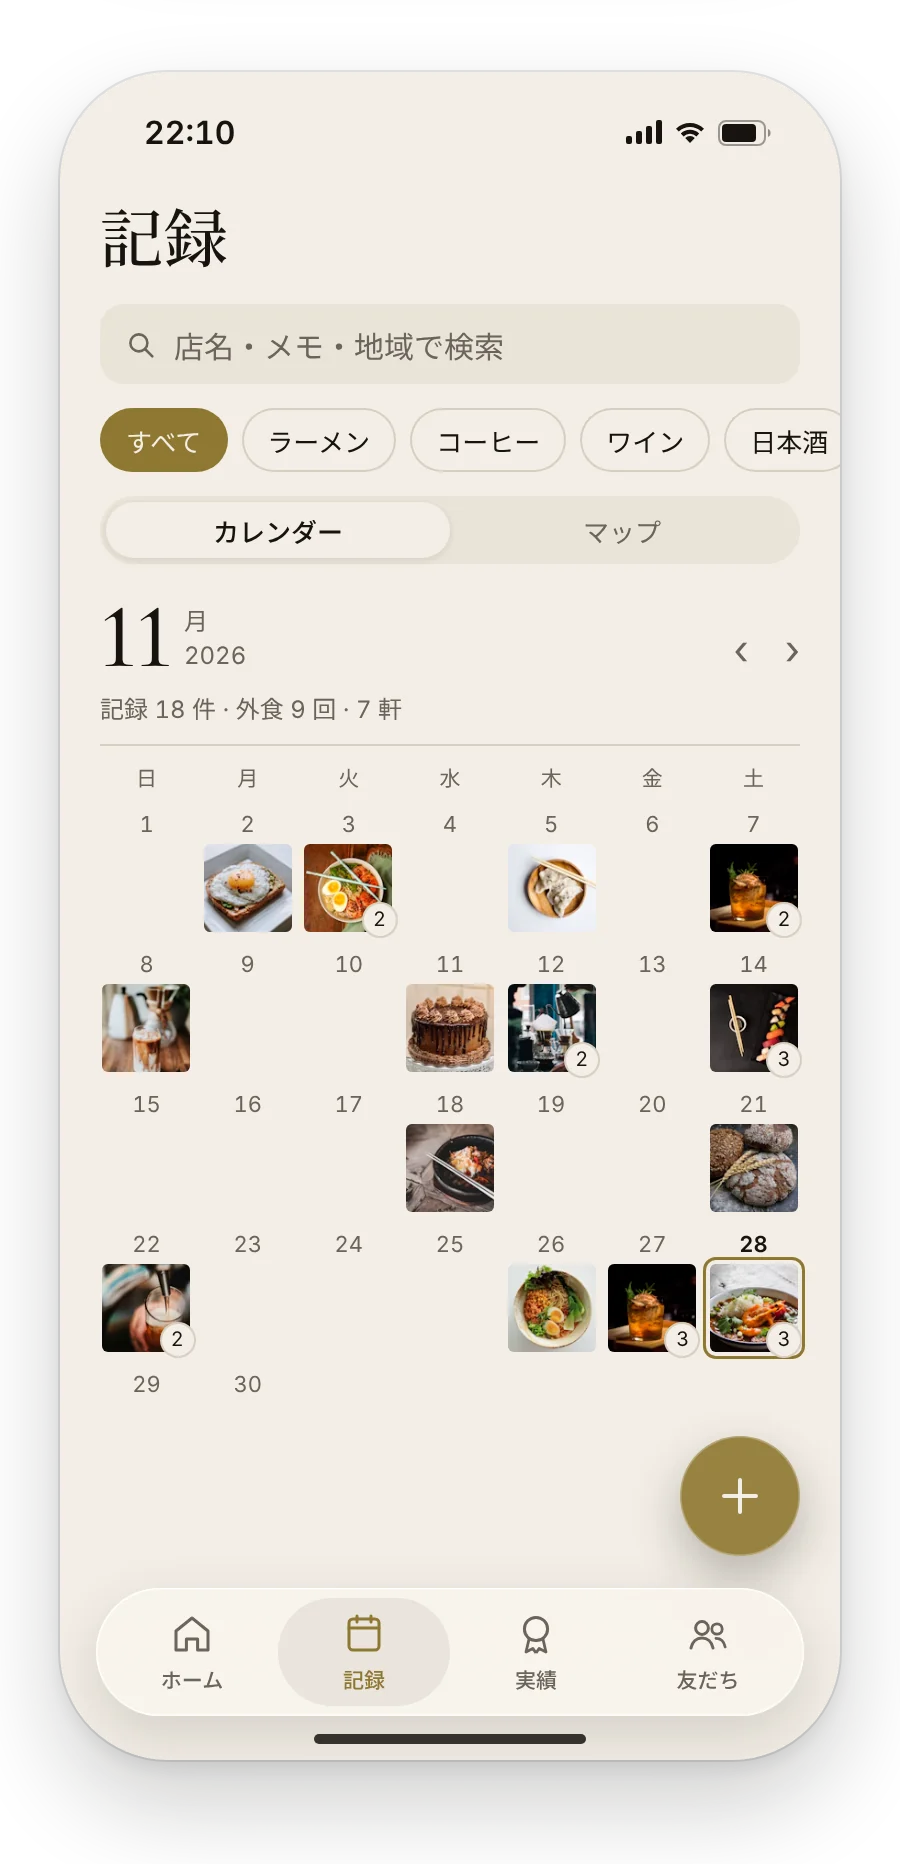 22:10
記録
店名・メモ・地域で検索
すべて ラーメン コーヒー ワイン 日本酒
カレンダー マップ
11 月
2026
記録 18 件 · 外食 9 回 · 7 軒
日 月 火 水 木 金 土
1 2 3 4 5 6 7
2 2
8 9 10 11 12 13 14
2 3
15 16 17 18 19 20 21
22 23 24 25 26 27 28
2 3 3
29 30
ホーム 記録 実績 友だち